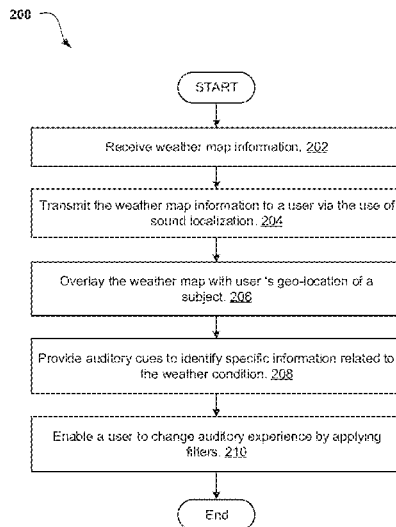 200
START
Receive weather map information. 202
Transmit the weather map information to a user via the use of
sound localization. 204
Overlay the weather map with user 's geo-location of a
subject. 206
Provide auditory cues to identify specific information related to
the weather condition. 208
Enable a user to change auditory experience by applying
filters. 210
End